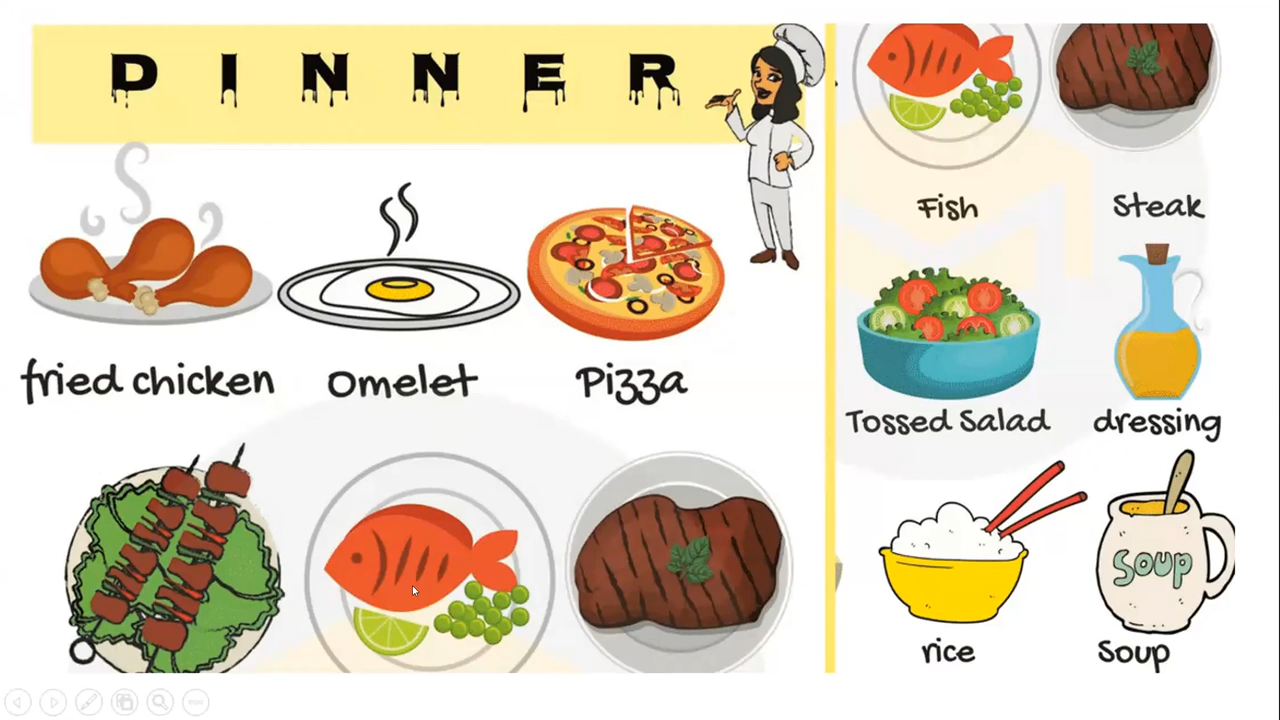 DINNER
fried chicken
Omelet
Pizza
Fish
Steak
Tossed Salad
dressing
SOUP
rice
Soup